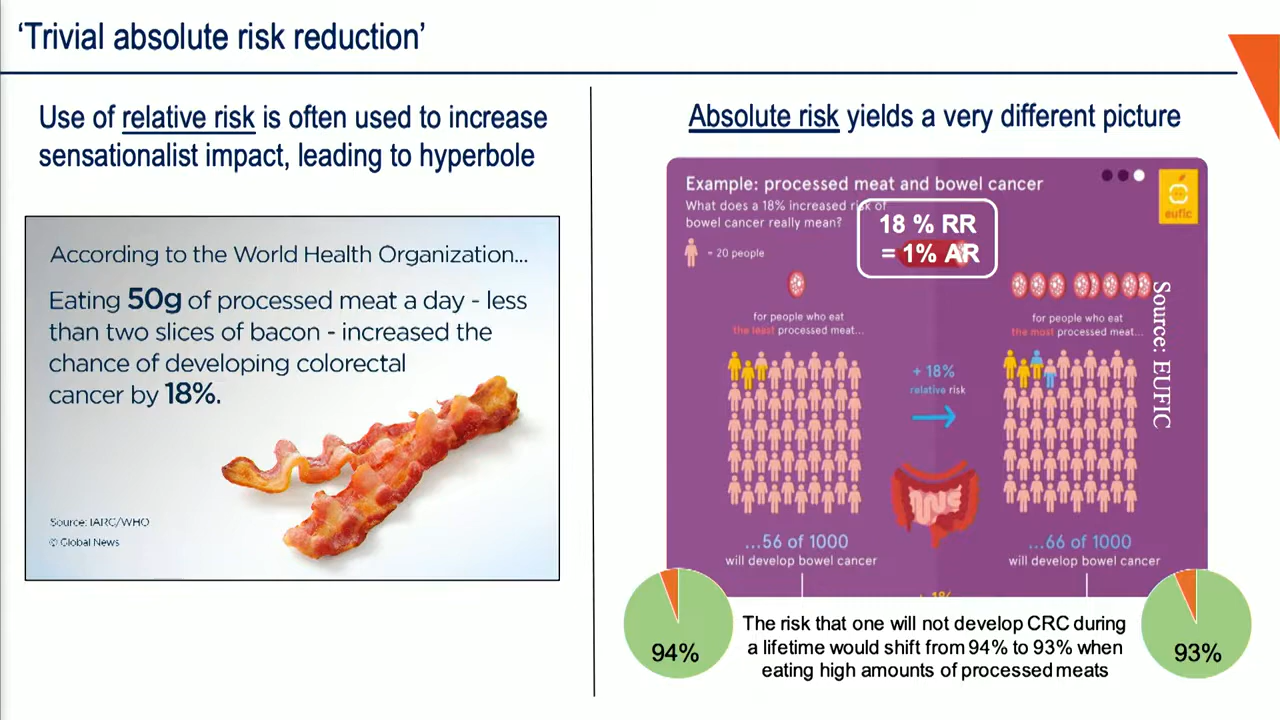 ‘Trivial absolute risk reduction’
Use of relative risk is often used to increase
sensationalist impact, leading to hyperbole
According to the World Health Organization...
Eating 50g of processed meat a day - less
than two slices of bacon - increased the
chance of developing colorectal
cancer by 18%.
Source: IARC/WHO
© Global News
Absolute risk yields a very different picture
Example: processed meat and bowel cancer
What does a 18% increased risk of
bowel cancer really mean?
= 20 people
eufic
18 % RR
= 1% AR
for people who eat
the least processed meat...
for people who eat
the most processed meat...
Source: EUFIC
+ 18%
relative risk
...56 of 1000
will develop bowel cancer
...66 of 1000
will develop bowel cancer
+ 1%
94%
The risk that one will not develop CRC during
a lifetime would shift from 94% to 93% when
eating high amounts of processed meats
93%